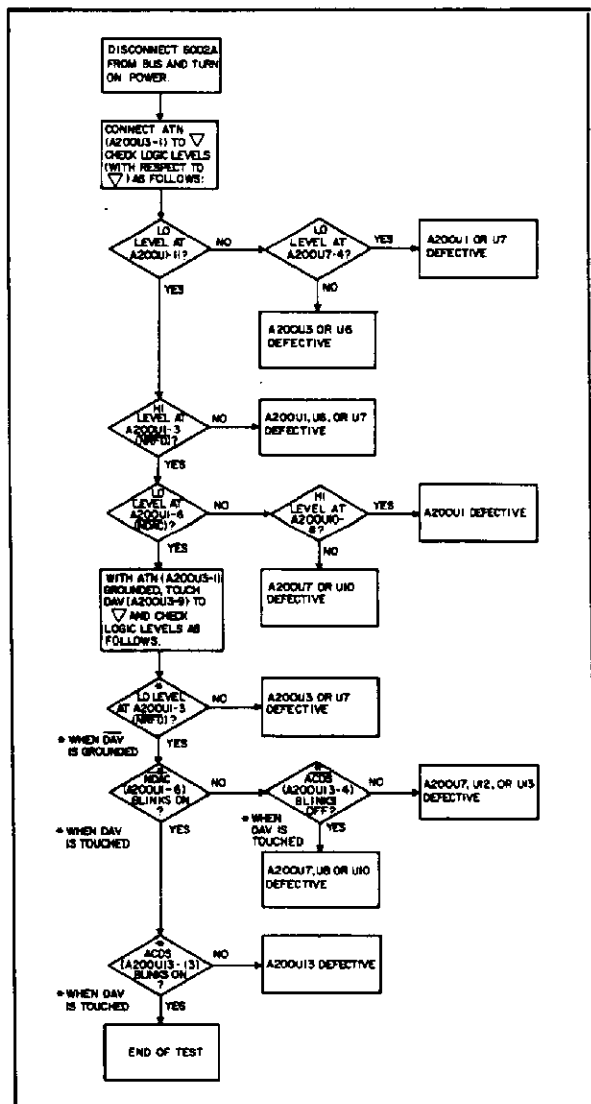 DISCONNECT 6002A
FROM BUS AND TURN
ON POWER.
CONNECT ATN
(A200U3-1) TO ▽
CHECK LOGIC LEVELS
(WITH RESPECT TO
▽) AS FOLLOWS:
LO
LEVEL AT
A200U1-11?
NO
YES
LO
LEVEL AT
A200U7-4?
YES
NO
A200U1 OR U7
DEFECTIVE
A200U3 OR U6
DEFECTIVE
HI
LEVEL AT
A200U1-3
(NRFD)?
NO
YES
A200U1, U6, OR U7
DEFECTIVE
LO
LEVEL AT
A200U1-6
(NDAC)?
NO
YES
HI
LEVEL AT
A200U10-
?
YES
NO
A200U1 DEFECTIVE
A200U7 OR U10
DEFECTIVE
WITH ATN (A200U3-1)
GROUNDED, TOUCH
DAV (A200U3-9) TO
▽ AND CHECK
LOGIC LEVELS AS
FOLLOWS.
*
LO LEVEL
AT A200U1-3
(NRFD)?
NO
YES
A200U3 OR U7
DEFECTIVE
* WHEN DAV
IS GROUNDED
*
NDAC
(A200U1-6)
BLINKS ON
?
NO
YES
* WHEN DAV
IS TOUCHED
*
ACDS
(A200U13-4)
BLINKS
OFF?
NO
YES
* WHEN
DAV IS
TOUCHED
A200U7, U12, OR U13
DEFECTIVE
A200U7, U8 OR U10
DEFECTIVE
*
ACDS
(A200U13-13)
BLINKS ON
?
NO
YES
* WHEN DAV
IS TOUCHED
A200U13 DEFECTIVE
END OF TEST